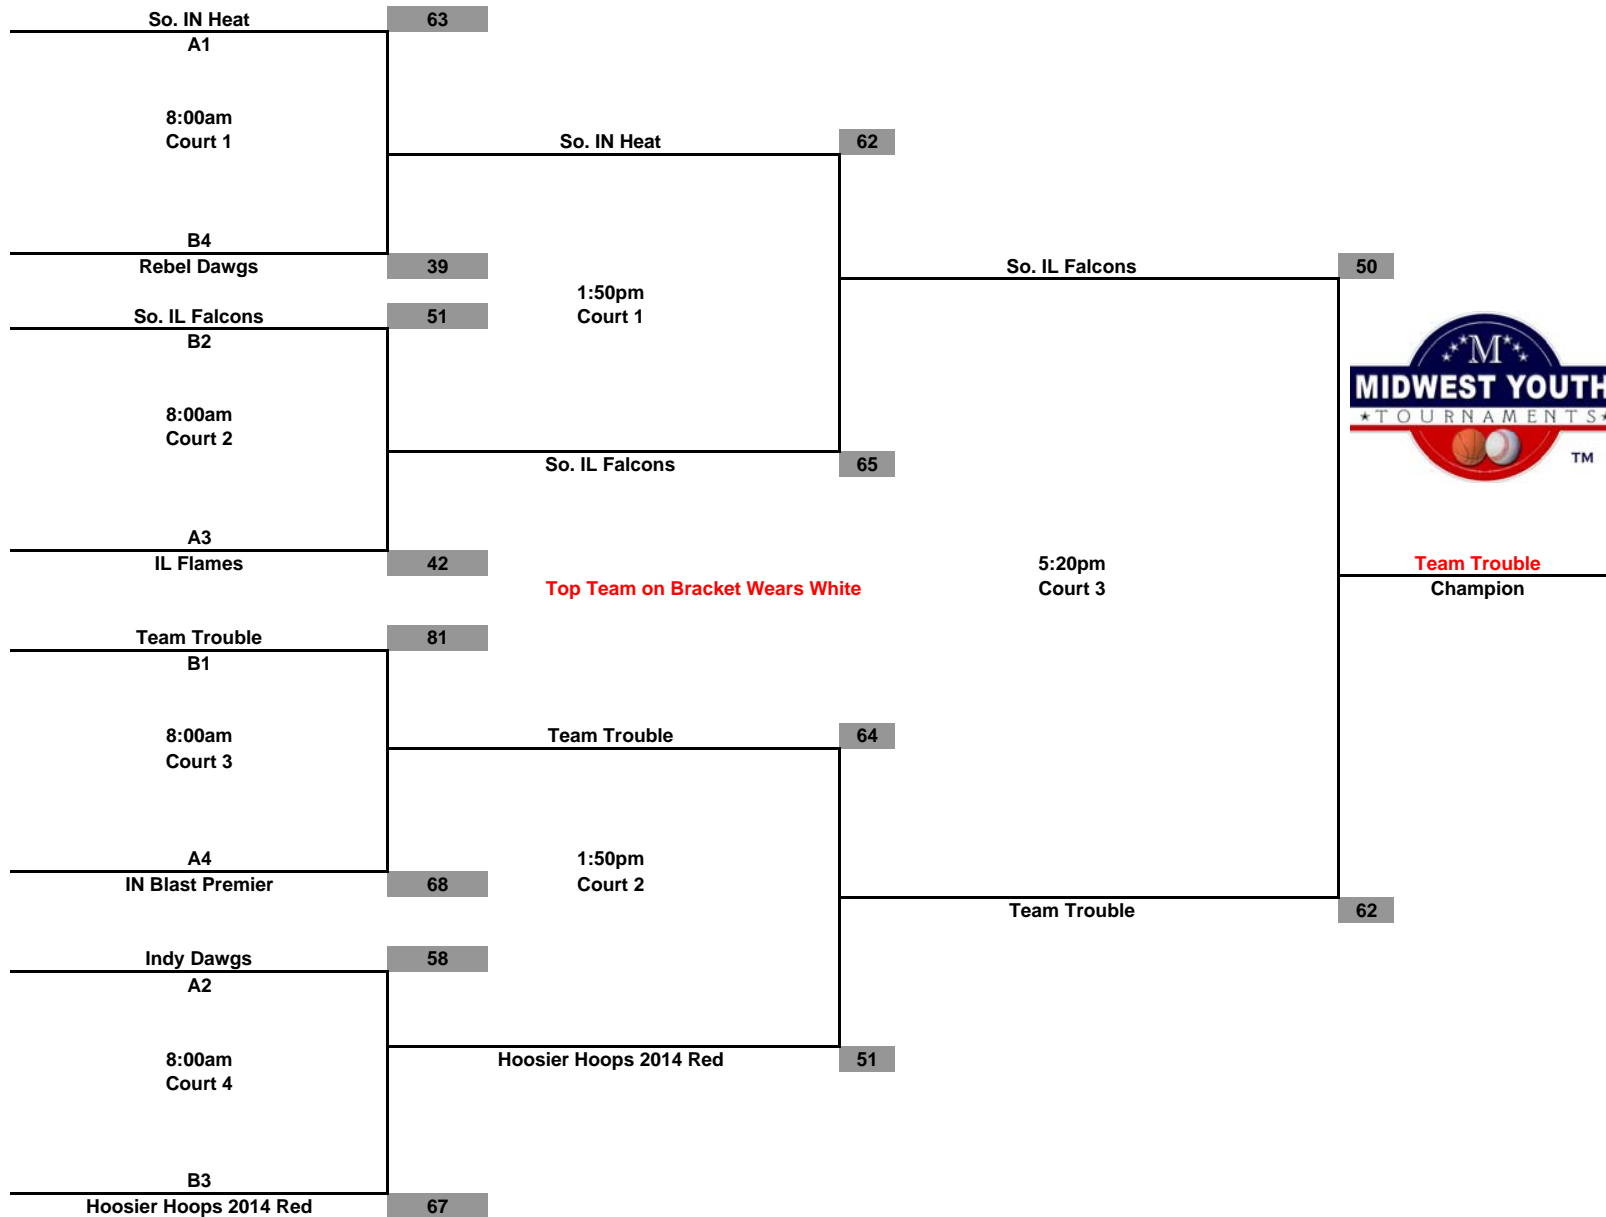 So. IN Heat 63
A1
8:00am
Court 1
So. IN Heat 62
B4
Rebel Dawgs 39
So. IL Falcons 50
1:50pm
Court 1
So. IL Falcons 51
B2
M
MIDWEST YOUTH
★TOURNAMENTS★
TM
8:00am
Court 2
So. IL Falcons 65
A3
IL Flames 42
Top Team on Bracket Wears White
5:20pm
Court 3
Team Trouble
Champion
Team Trouble 81
B1
8:00am
Court 3
Team Trouble 64
A4
IN Blast Premier 68
1:50pm
Court 2
Team Trouble 62
Indy Dawgs 58
A2
8:00am
Court 4
Hoosier Hoops 2014 Red 51
B3
Hoosier Hoops 2014 Red 67